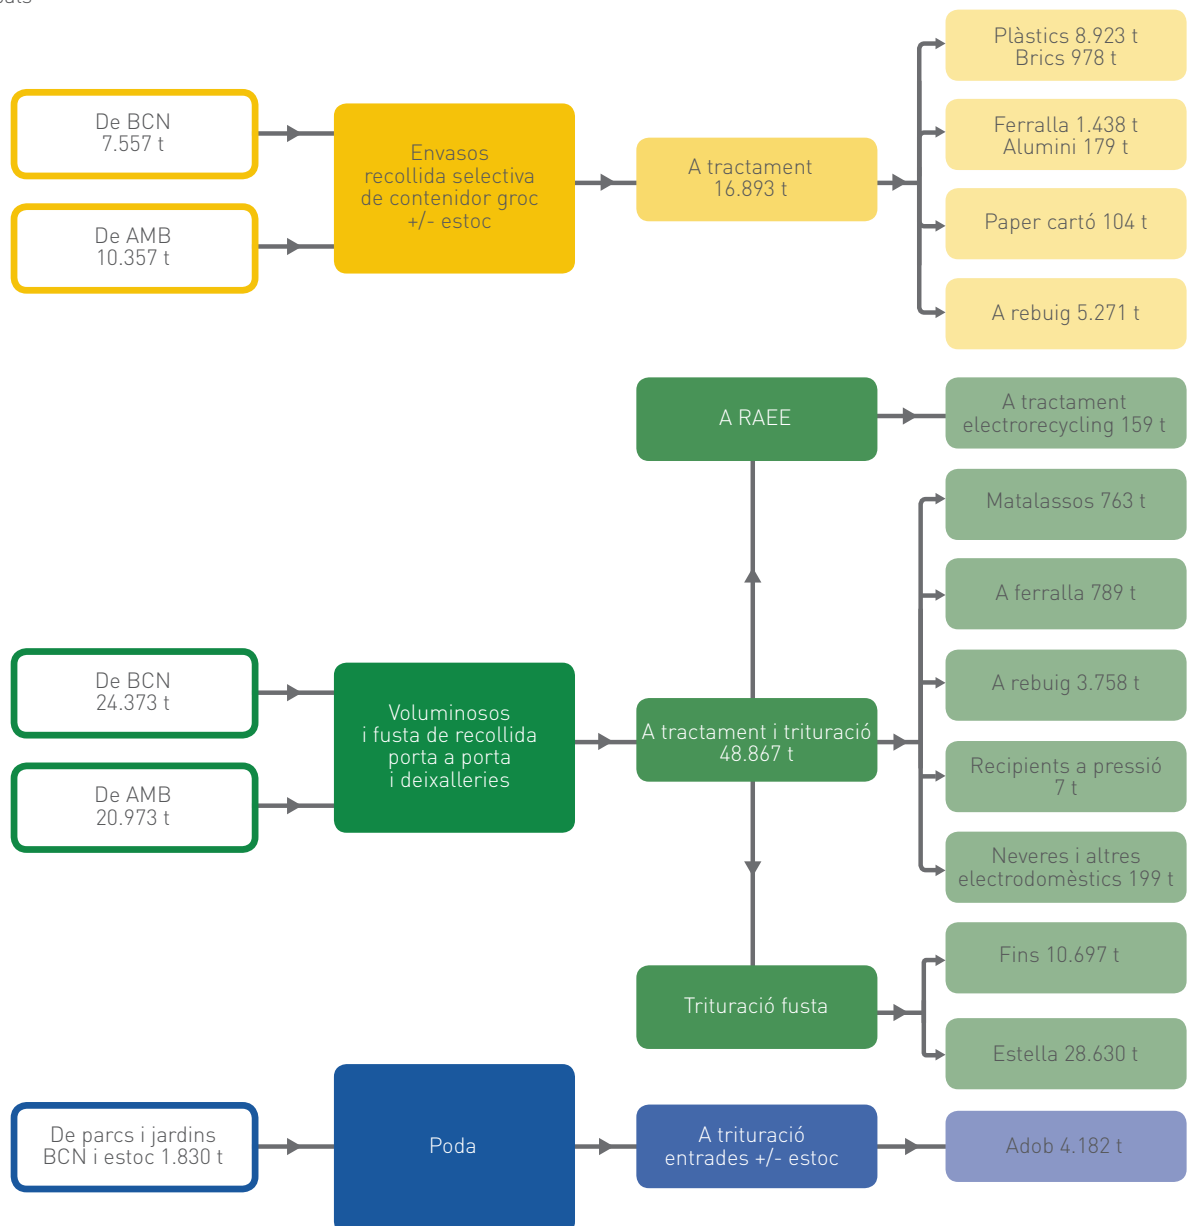 De BCN
7.557 t
De AMB
10.357 t
Envasos
recollida selectiva
de contenidor groc
+/- estoc
A tractament
16.893 t
Plàstics 8.923 t
Brics 978 t
Ferralla 1.438 t
Alumini 179 t
Paper cartó 104 t
A rebuig 5.271 t
A RAEE
A tractament
electrorecycling 159 t
De BCN
24.373 t
De AMB
20.973 t
Voluminosos
i fusta de recollida
porta a porta
i deixalleries
A tractament i trituració
48.867 t
Matalassos 763 t
A ferralla 789 t
A rebuig 3.758 t
Recipients a pressió
7 t
Neveres i altres
electrodomèstics 199 t
Trituració fusta
Fins 10.697 t
Estella 28.630 t
De parcs i jardins
BCN i estoc 1.830 t
Poda
A trituració
entrades +/- estoc
Adob 4.182 t